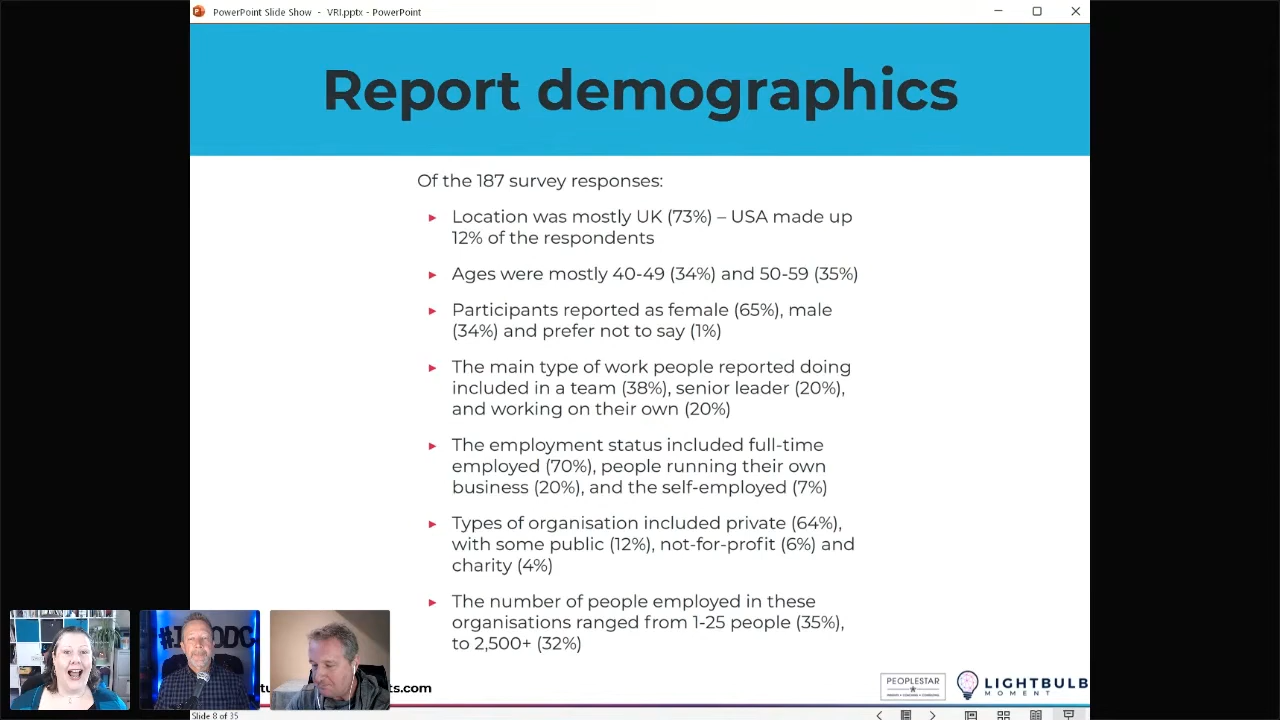 PowerPoint Slide Show - VRI.pptx - PowerPoint
Report demographics
Of the 187 survey responses:
Location was mostly UK (73%) – USA made up
12% of the respondents
Ages were mostly 40-49 (34%) and 50-59 (35%)
Participants reported as female (65%), male
(34%) and prefer not to say (1%)
The main type of work people reported doing
included in a team (38%), senior leader (20%),
and working on their own (20%)
The employment status included full-time
employed (70%), people running their own
business (20%), and the self-employed (7%)
Types of organisation included private (64%),
with some public (12%), not-for-profit (6%) and
charity (4%)
The number of people employed in these
organisations ranged from 1-25 people (35%),
to 2,500+ (32%)
PEOPLESTAR
LIGHTBULB
MOMENT
Slide 8 of 35